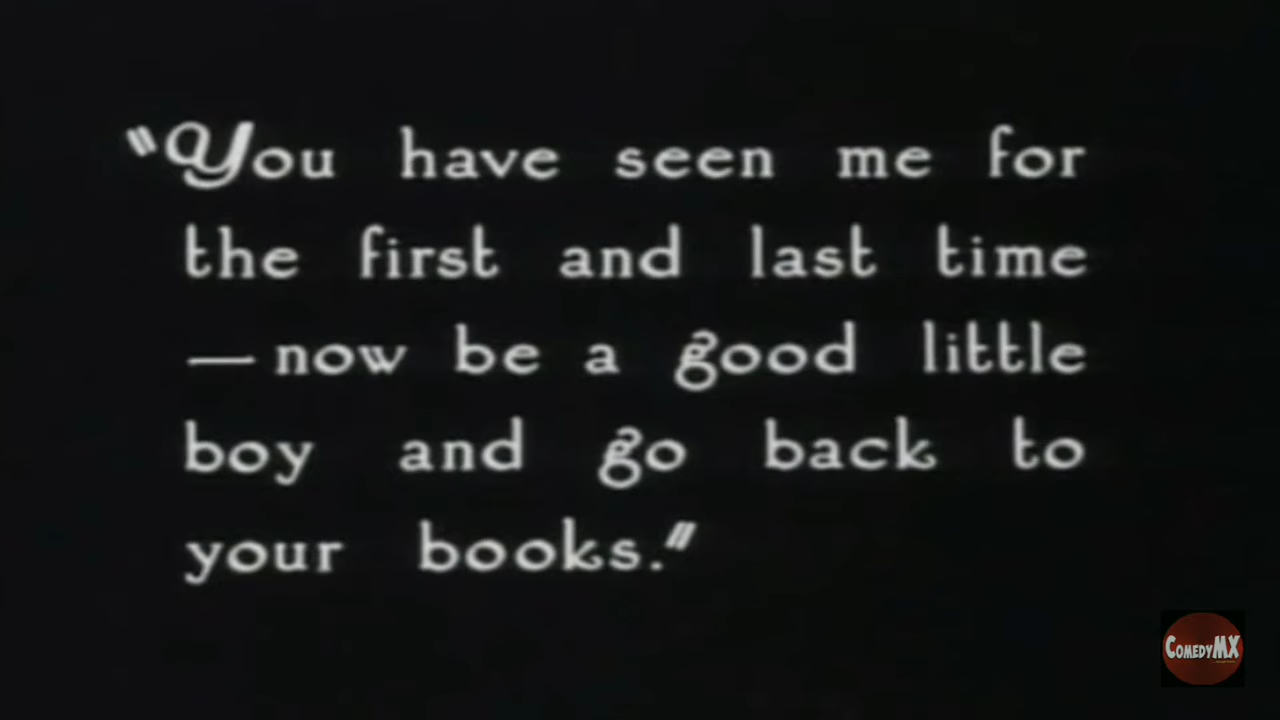 "You have seen me for
the first and last time
— now be a good little
boy and go back to
your books."
COMEDYMX